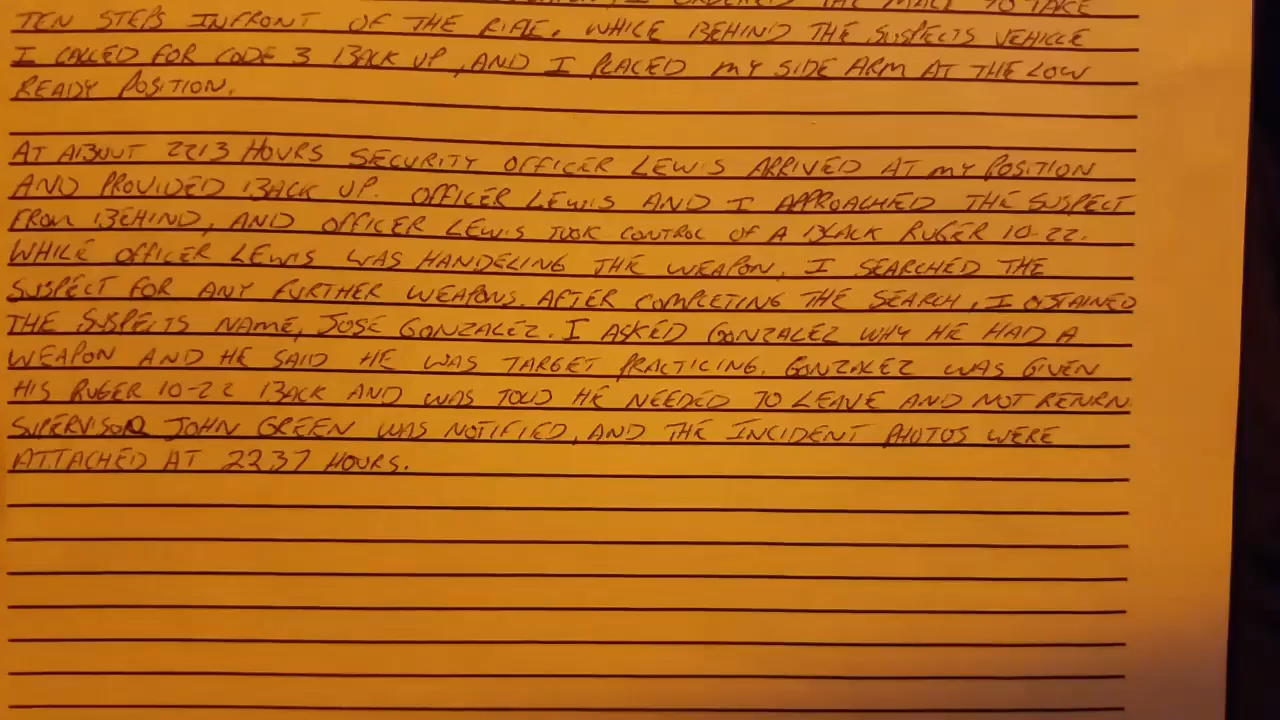 I ORDERED THE MALE TO TAKE
TEN STEPS INFRONT OF THE RIFLE. WHILE BEHIND THE SUSPECTS VEHICLE
I CALLED FOR CODE 3 BACK UP, AND I PLACED MY SIDE ARM AT THE LOW
READY POSITION.
AT ABOUT 2213 HOURS SECURITY OFFICER LEWIS ARRIVED AT MY POSITION
AND PROVIDED BACK UP. OFFICER LEWIS AND I APPROACHED THE SUSPECT
FROM BEHIND, AND OFFICER LEWIS TOOK CONTROL OF A BLACK RUGER 10-22.
WHILE OFFICER LEWIS WAS HANDELING THE WEAPON, I SEARCHED THE
SUSPECT FOR ANY FURTHER WEAPONS. AFTER COMPLETING THE SEARCH, I OBTAINED
THE SUSPECTS NAME, JOSE GONZALEZ. I ASKED GONZALEZ WHY HE HAD A
WEAPON AND HE SAID HE WAS TARGET PRACTICING. GONZALEZ WAS GIVEN
HIS RUGER 10-22 BACK AND WAS TOLD HE NEEDED TO LEAVE AND NOT RETURN.
SUPERVISOR JOHN GREEN WAS NOTIFIED, AND THE INCIDENT PHOTOS WERE
ATTACHED AT 2237 HOURS.